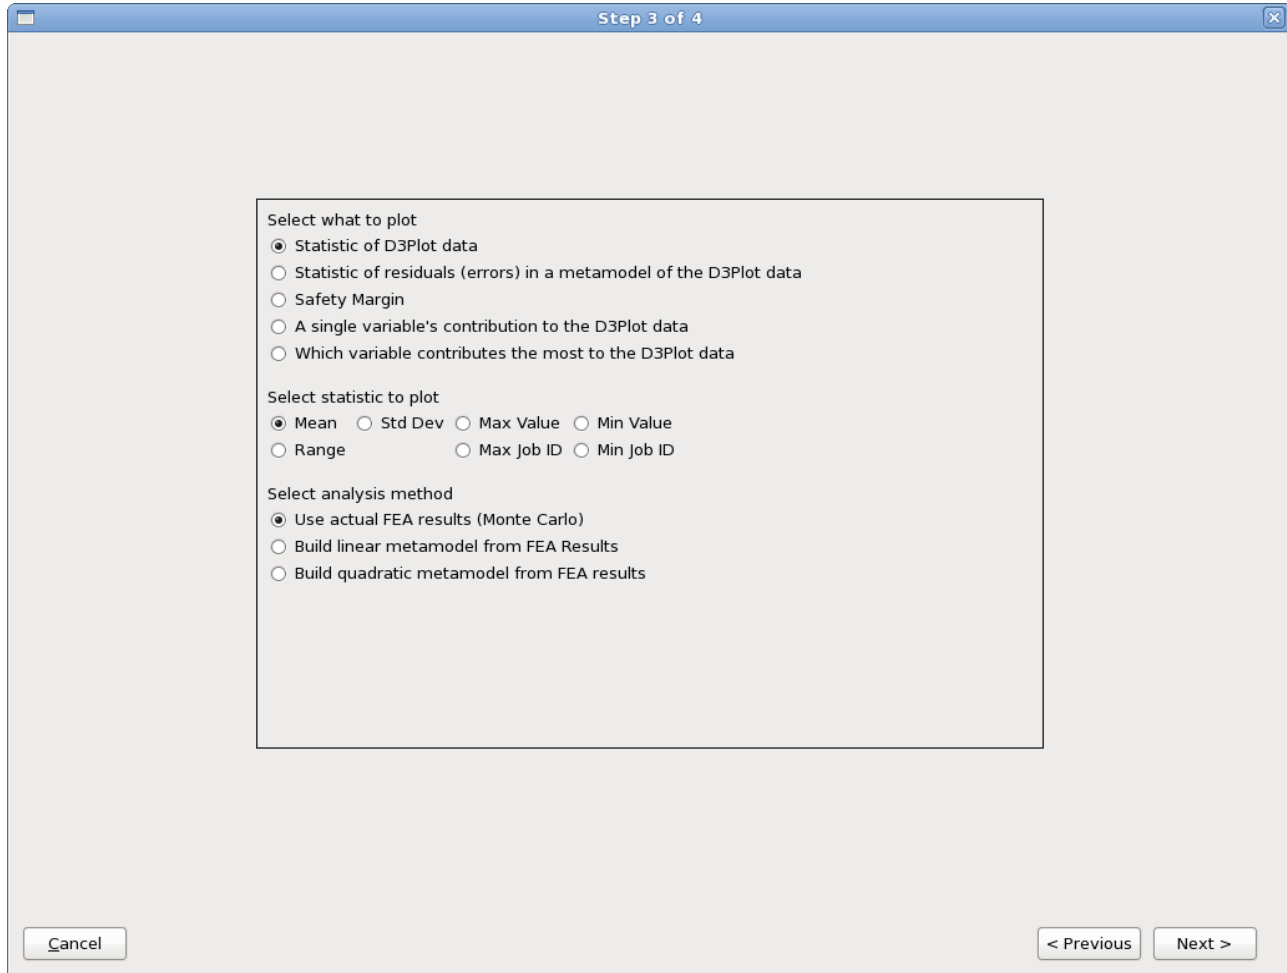 Step 3 of 4
Select what to plot
Statistic of D3Plot data
Statistic of residuals (errors) in a metamodel of the D3Plot data
Safety Margin
A single variable's contribution to the D3Plot data
Which variable contributes the most to the D3Plot data
Select statistic to plot
Mean Std Dev Max Value Min Value
Range Max Job ID Min Job ID
Select analysis method
Use actual FEA results (Monte Carlo)
Build linear metamodel from FEA Results
Build quadratic metamodel from FEA results
Cancel < Previous Next >